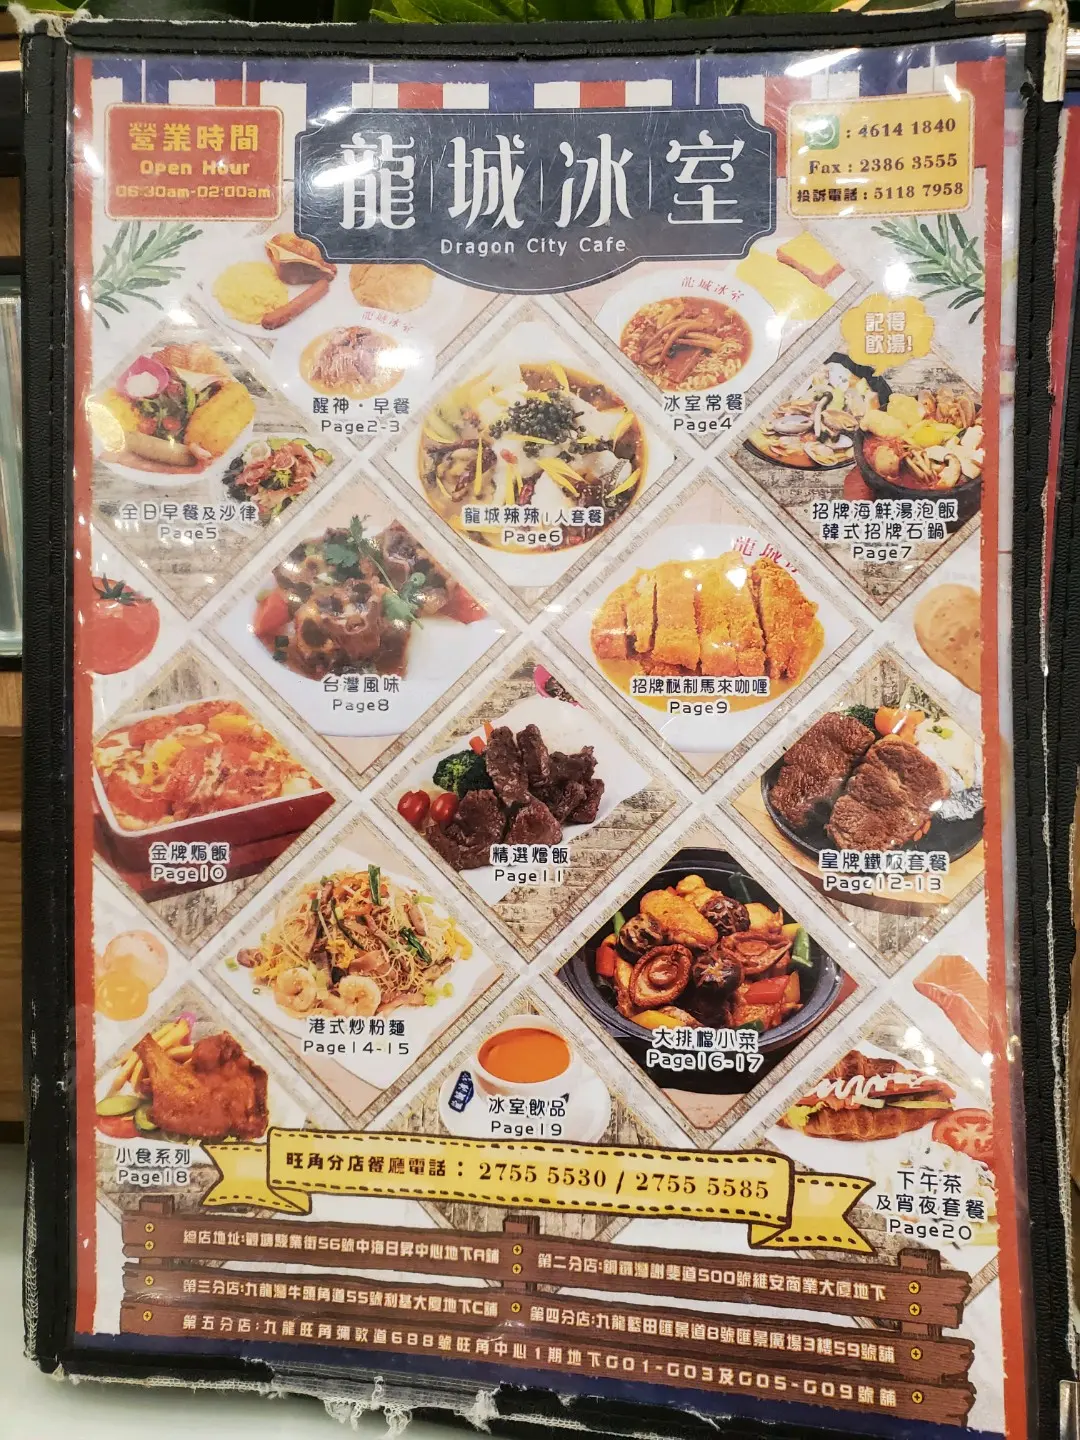 營業時間
Open Hour
06:30am-02:00am
龍城冰室
Dragon City Cafe
: 4614 1840
Fax : 2386 3555
投訴電話 : 5118 7958
龍城冰室
龍城冰室
記得
飲湯!
醒神·早餐
Page2-3
冰室常餐
Page4
全日早餐及沙律
Page5
龍城辣辣1人套餐
Page6
招牌海鮮湯泡飯
韓式招牌石鍋
Page7
龍城
台灣風味
Page8
招牌秘制馬來咖喱
Page9
金牌焗飯
Page10
精選燴飯
Page11
皇牌鐵板套餐
Page12-13
港式炒粉麵
Page14-15
大排檔小菜
Page16-17
冰室飲品
Page19
小食系列
Page18
下午茶
及宵夜套餐
Page20
旺角分店餐廳電話 : 2755 5530 / 2755 5585
總店地址:觀塘駿業街56號中海日昇中心地下A舖
第二分店:銅鑼灣謝斐道500號維安商業大廈地下
第三分店:九龍灣牛頭角道55號利基大廈地下C舖
第四分店:九龍藍田匯景道8號匯景廣場3樓59號舖
第五分店:九龍旺角彌敦道688號旺角中心1期地下G01-G03及G05-G09號舖